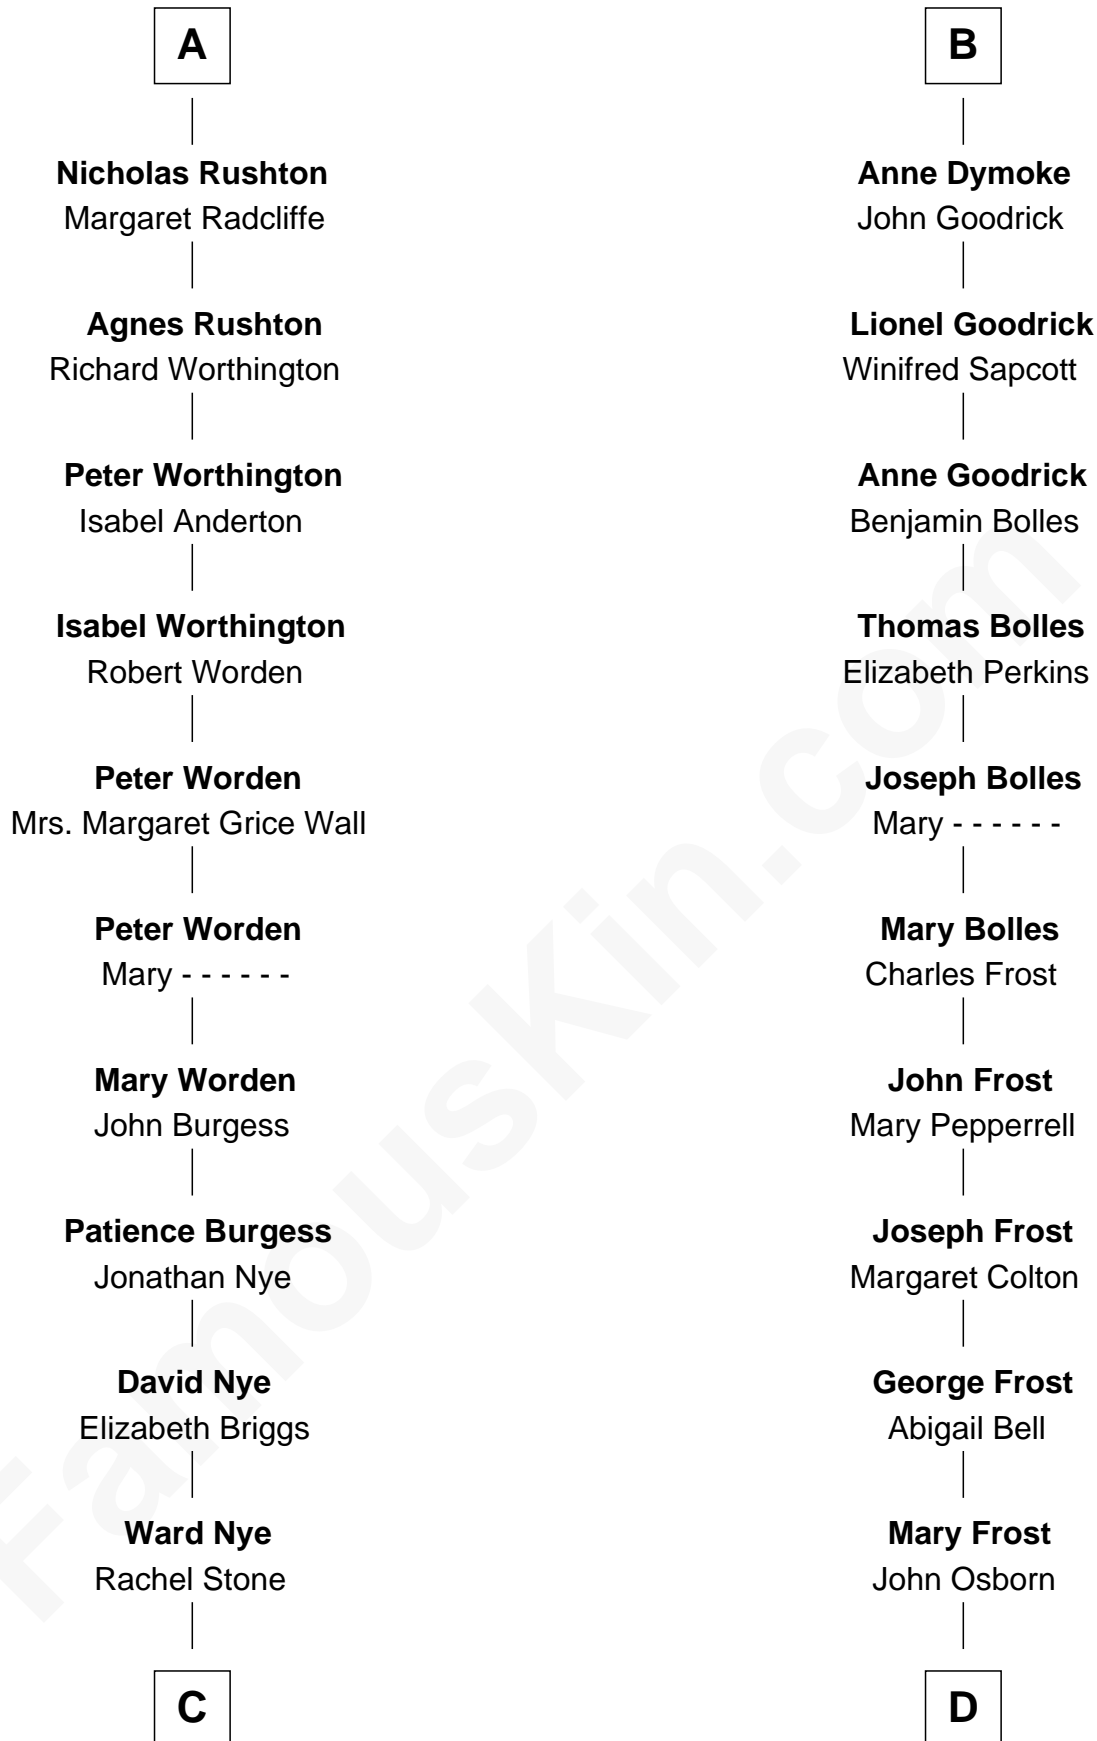 A
Nicholas Rushton
Margaret Radcliffe
Agnes Rushton
Richard Worthington
Peter Worthington
Isabel Anderton
Isabel Worthington
Robert Worden
Peter Worden
Mrs. Margaret Grice Wall
Peter Worden
Mary - - - - - -
Mary Worden
John Burgess
Patience Burgess
Jonathan Nye
David Nye
Elizabeth Briggs
Ward Nye
Rachel Stone
C
B
Anne Dymoke
John Goodrick
Lionel Goodrick
Winifred Sapcott
Anne Goodrick
Benjamin Bolles
Thomas Bolles
Elizabeth Perkins
Joseph Bolles
Mary - - - - - -
Mary Bolles
Charles Frost
John Frost
Mary Pepperrell
Joseph Frost
Margaret Colton
George Frost
Abigail Bell
Mary Frost
John Osborn
D
FamousKin.com